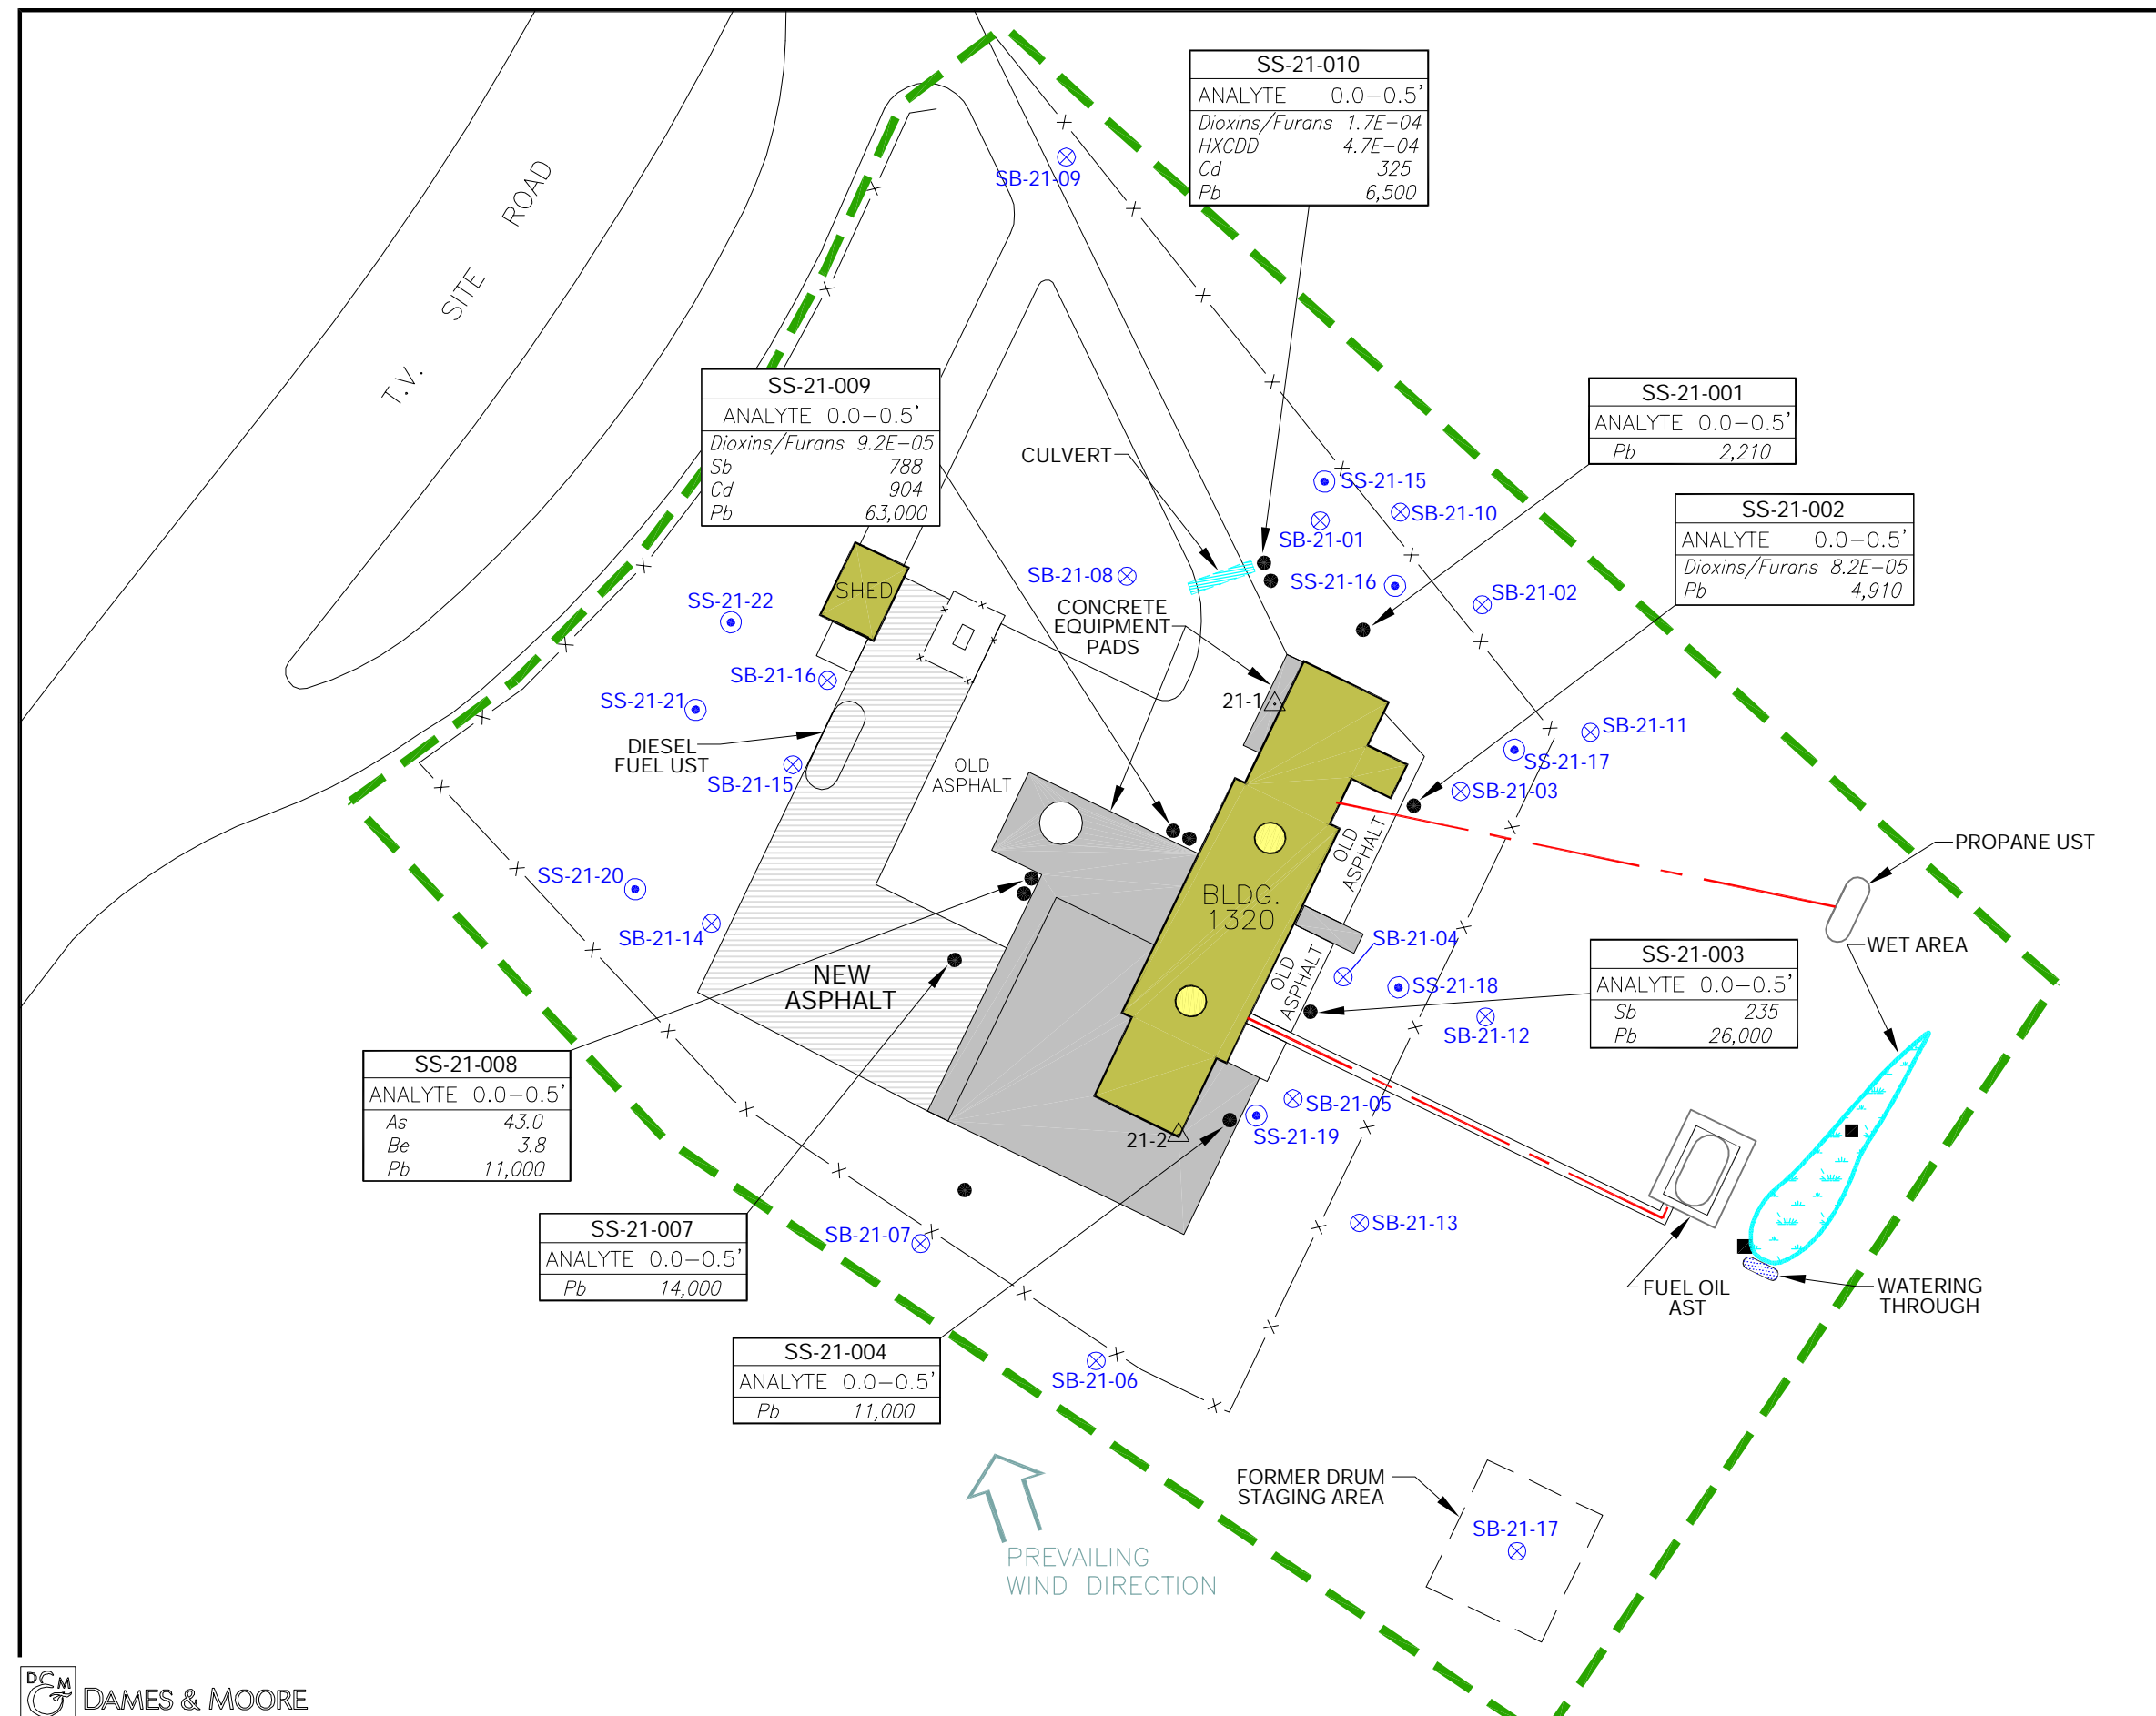 SS-21-010
ANALYTE 0.0-0.5'
Dioxins/Furans 1.7E-04
HXCDD 4.7E-04
Cd 325
Pb 6,500
SB-21-09
T.V. SITE ROAD
SS-21-009
ANALYTE 0.0-0.5'
Dioxins/Furans 9.2E-05
Sb 788
Cd 904
Pb 63,000
SS-21-001
ANALYTE 0.0-0.5'
Pb 2,210
CULVERT
SS-21-15
SB-21-10
SB-21-01
SS-21-002
ANALYTE 0.0-0.5'
Dioxins/Furans 8.2E-05
Pb 4,910
SB-21-08
SS-21-16
SB-21-02
SHED
SS-21-22
CONCRETE
EQUIPMENT
PADS
SB-21-16
SS-21-21
21-1
SB-21-11
SS-21-17
DIESEL
FUEL UST
SB-21-15
OLD
ASPHALT
SB-21-03
OLD
ASPHALT
PROPANE UST
SS-21-20
SB-21-14
BLDG.
1320
SB-21-04
WET AREA
NEW
ASPHALT
OLD
ASPHALT
SS-21-18
SB-21-12
SS-21-003
ANALYTE 0.0-0.5'
Sb 235
Pb 26,000
SS-21-008
ANALYTE 0.0-0.5'
As 43.0
Be 3.8
Pb 11,000
SB-21-05
SS-21-19
21-2
SS-21-007
ANALYTE 0.0-0.5'
Pb 14,000
SB-21-07
SB-21-13
FUEL OIL
AST
WATERING
THROUGH
SS-21-004
ANALYTE 0.0-0.5'
Pb 11,000
SB-21-06
FORMER DRUM
STAGING AREA
SB-21-17
PREVAILING
WIND DIRECTION
D&M
DAMES & MOORE